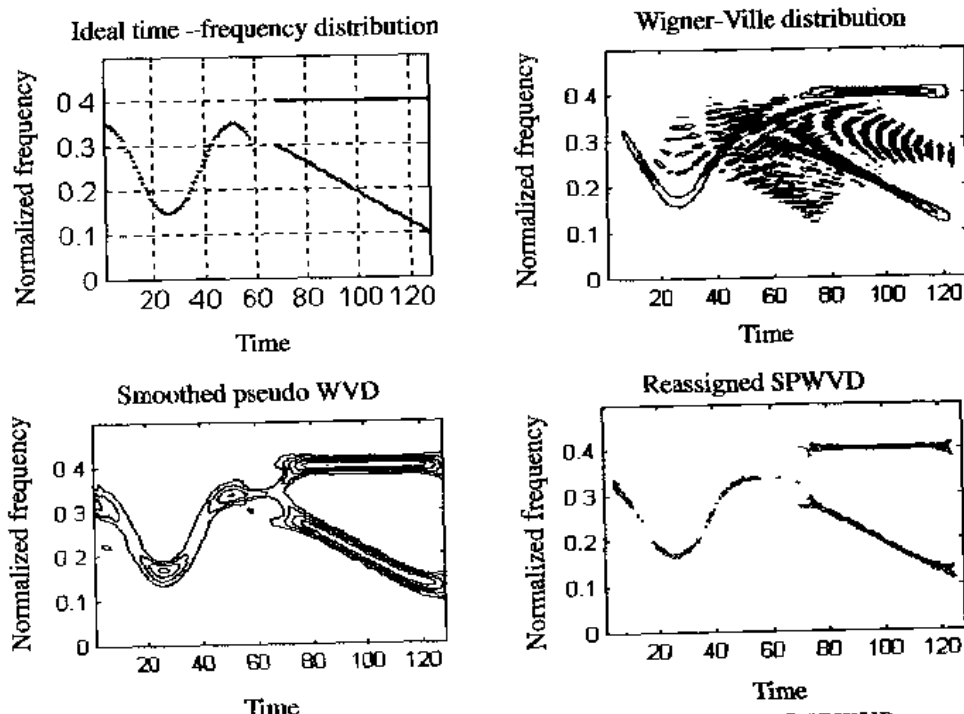 Ideal time --frequency distribution
Normalized frequency
0.4
0.3
0.2
0.1
0
20 40 60 80 100 120
Time
Wigner-Ville distribution
Normalized frequency
0.4
0.3
0.2
0.1
0
20 40 60 80 100 120
Time
Smoothed pseudo WVD
Normalized frequency
0.4
0.3
0.2
0.1
0
20 40 60 80 100 120
Time
Reassigned SPWVD
Normalized frequency
0.4
0.3
0.2
0.1
0
20 40 60 80 100 120
Time